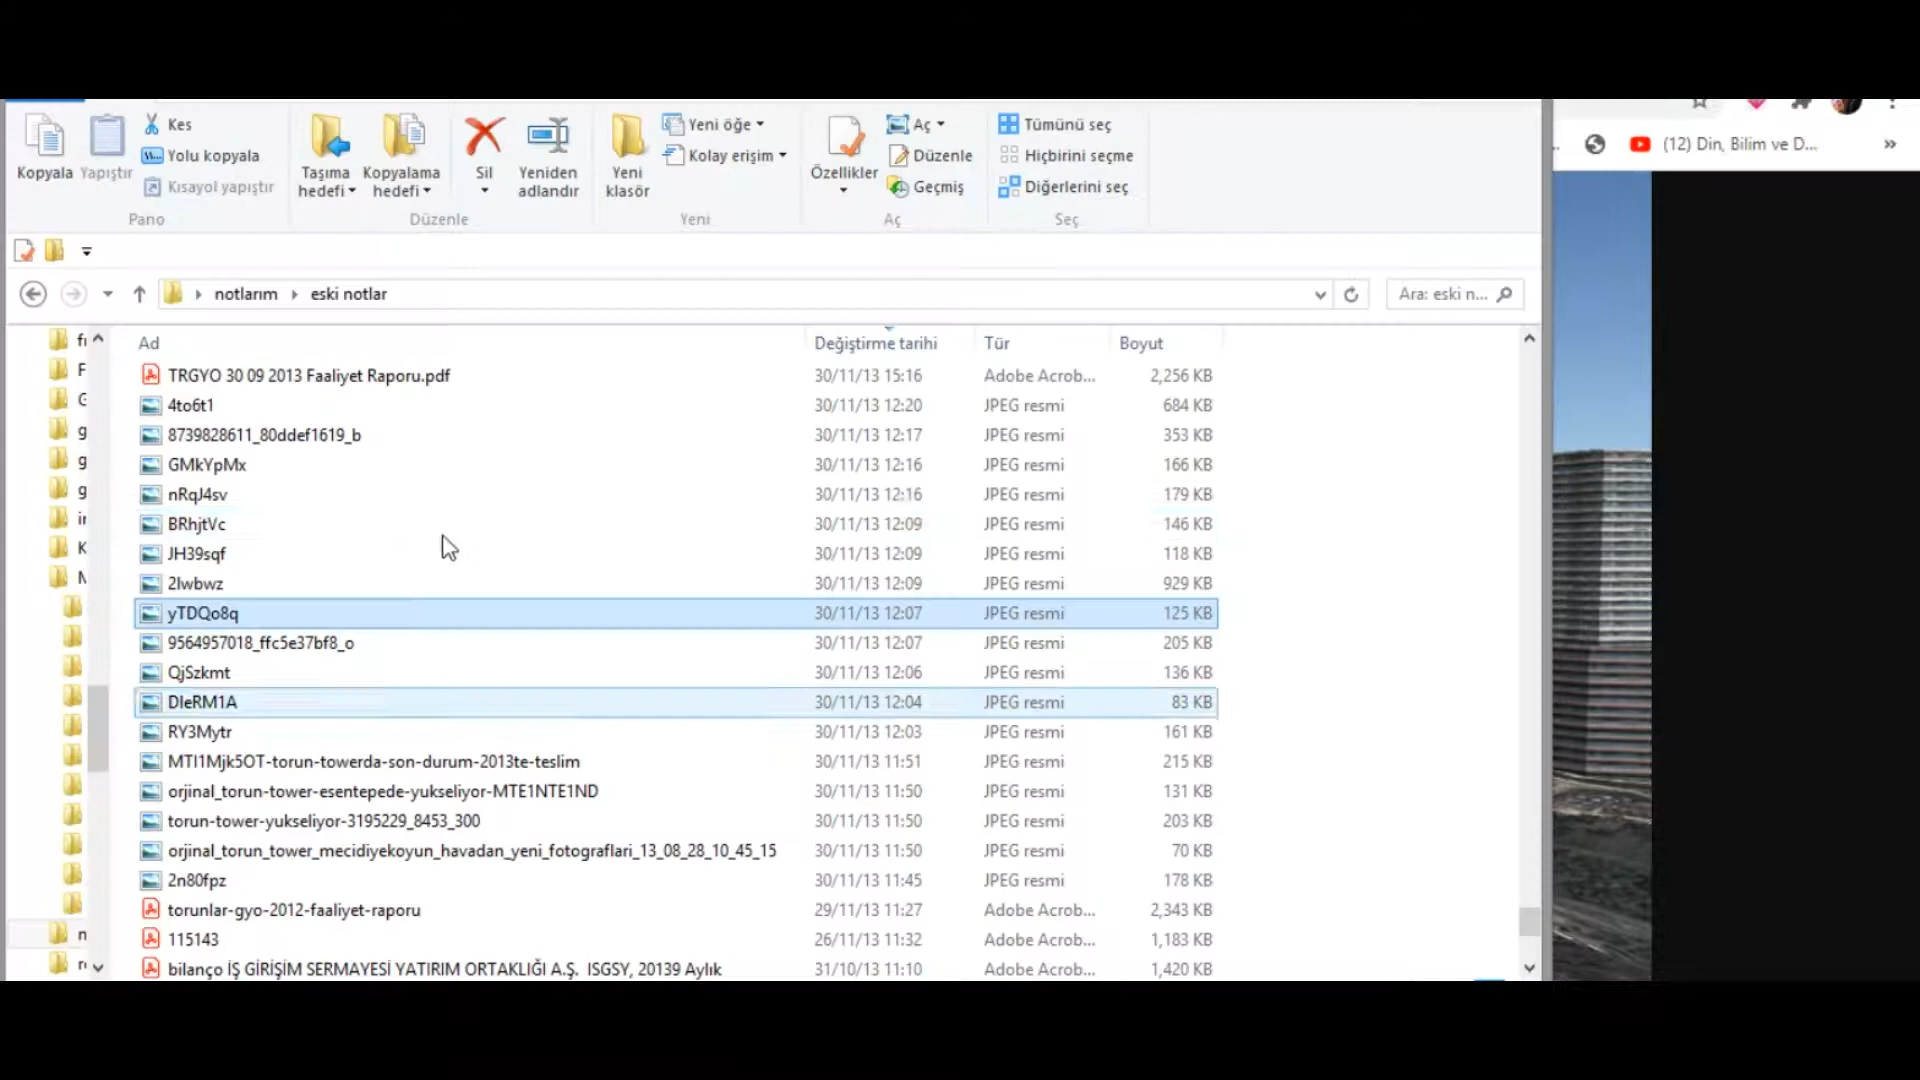 Kopyala
Yapıştır
Kes
Yolu kopyala
Kısayol yapıştır
Pano
Taşıma hedefi
Kopyalama hedefi
Sil
Yeniden adlandır
Düzenle
Yeni klasör
Yeni öğe
Kolay erişim
Yeni
Özellikler
Aç
Düzenle
Geçmiş
Aç
Tümünü seç
Hiçbirini seçme
Diğerlerini seç
Seç
(12) Din, Bilim ve D...
notlarım eski notlar
Ara: eski n...
Ad Değiştirme tarihi Tür Boyut
TRGYO 30 09 2013 Faaliyet Raporu.pdf 30/11/13 15:16 Adobe Acrob... 2,256 KB
4to6t1 30/11/13 12:20 JPEG resmi 684 KB
8739828611_80ddef1619_b 30/11/13 12:17 JPEG resmi 353 KB
GMkYpMx 30/11/13 12:16 JPEG resmi 166 KB
nRqJ4sv 30/11/13 12:16 JPEG resmi 179 KB
BRhjtVc 30/11/13 12:09 JPEG resmi 146 KB
JH39sqf 30/11/13 12:09 JPEG resmi 118 KB
2lwbwz 30/11/13 12:09 JPEG resmi 929 KB
yTDQo8q 30/11/13 12:07 JPEG resmi 125 KB
9564957018_ffc5e37bf8_o 30/11/13 12:07 JPEG resmi 205 KB
QjSzkmt 30/11/13 12:06 JPEG resmi 136 KB
DIeRM1A 30/11/13 12:04 JPEG resmi 83 KB
RY3Mytr 30/11/13 12:03 JPEG resmi 161 KB
MTI1Mjk5OT-torun-towerda-son-durum-2013te-teslim 30/11/13 11:51 JPEG resmi 215 KB
orjinal_torun-tower-esentepede-yukseliyor-MTE1NTE1ND 30/11/13 11:50 JPEG resmi 131 KB
torun-tower-yukseliyor-3195229_8453_300 30/11/13 11:50 JPEG resmi 203 KB
orjinal_torun_tower_mecidiyekoyun_havadan_yeni_fotograflari_13_08_28_10_45_15 30/11/13 11:50 JPEG resmi 70 KB
2n80fpz 30/11/13 11:45 JPEG resmi 178 KB
torunlar-gyo-2012-faaliyet-raporu 29/11/13 11:27 Adobe Acrob... 2,343 KB
115143 26/11/13 11:32 Adobe Acrob... 1,183 KB
bilanço İŞ GİRİŞİM SERMAYESİ YATIRIM ORTAKLIĞI A.Ş. ISGSY, 20139 Aylık 31/10/13 11:10 Adobe Acrob... 1,420 KB